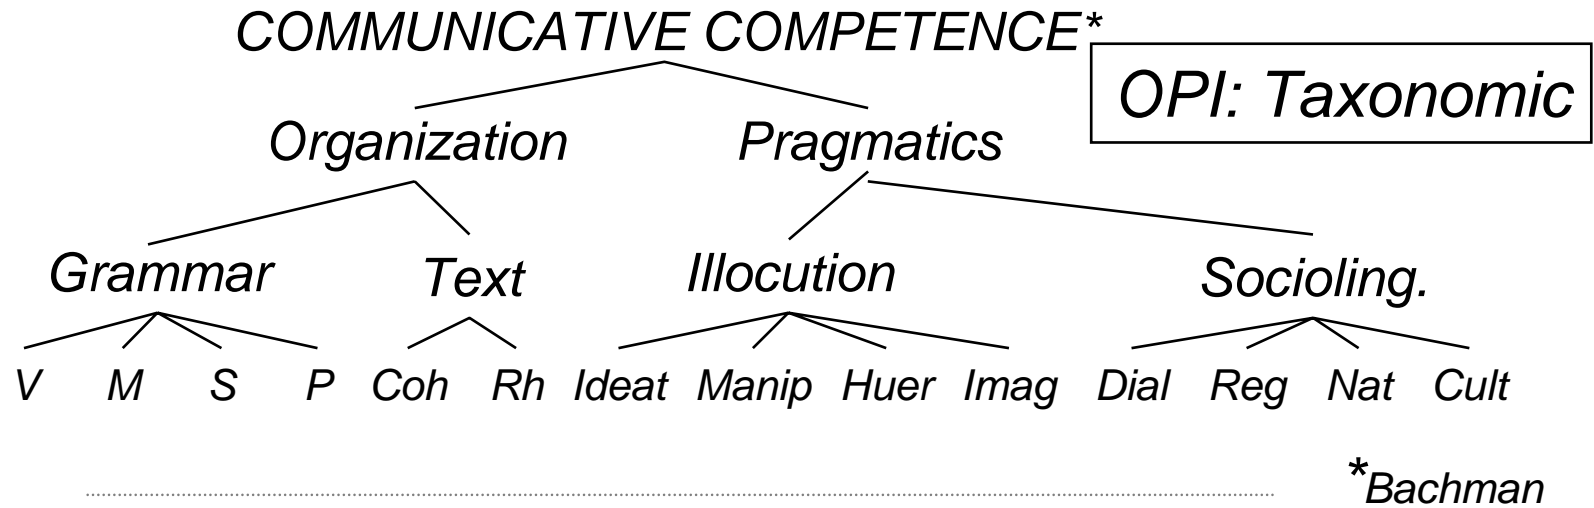 COMMUNICATIVE COMPETENCE*
OPI: Taxonomic
Organization Pragmatics
Grammar Text Illocution Socioling.
V M S P Coh Rh Ideat Manip Huer Imag Dial Reg Nat Cult
*Bachman